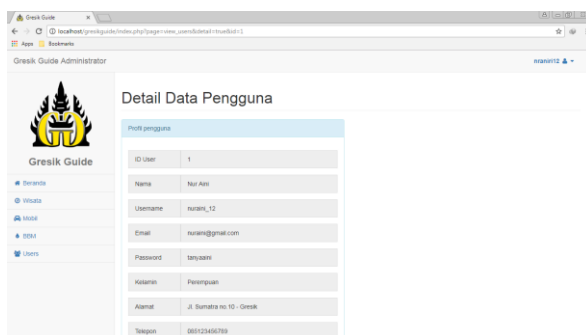 Gresik Guide
localhost/gresikguide/index.php?page=view_users&detail=true&id=1
Apps Bookmarks
Gresik Guide Administrator
Detail Data Pengguna
Profil pengguna
Gresik Guide
Beranda
Wisata
Mobil
BBM
Users
ID User 1
Nama Nur Aini
Username nuraini_12
Email nuraini@gmail.com
Password tanyaaini
Kelamin Perempuan
Alamat Jl. Sumatra no.10 - Gresik
Telepon 085123456789